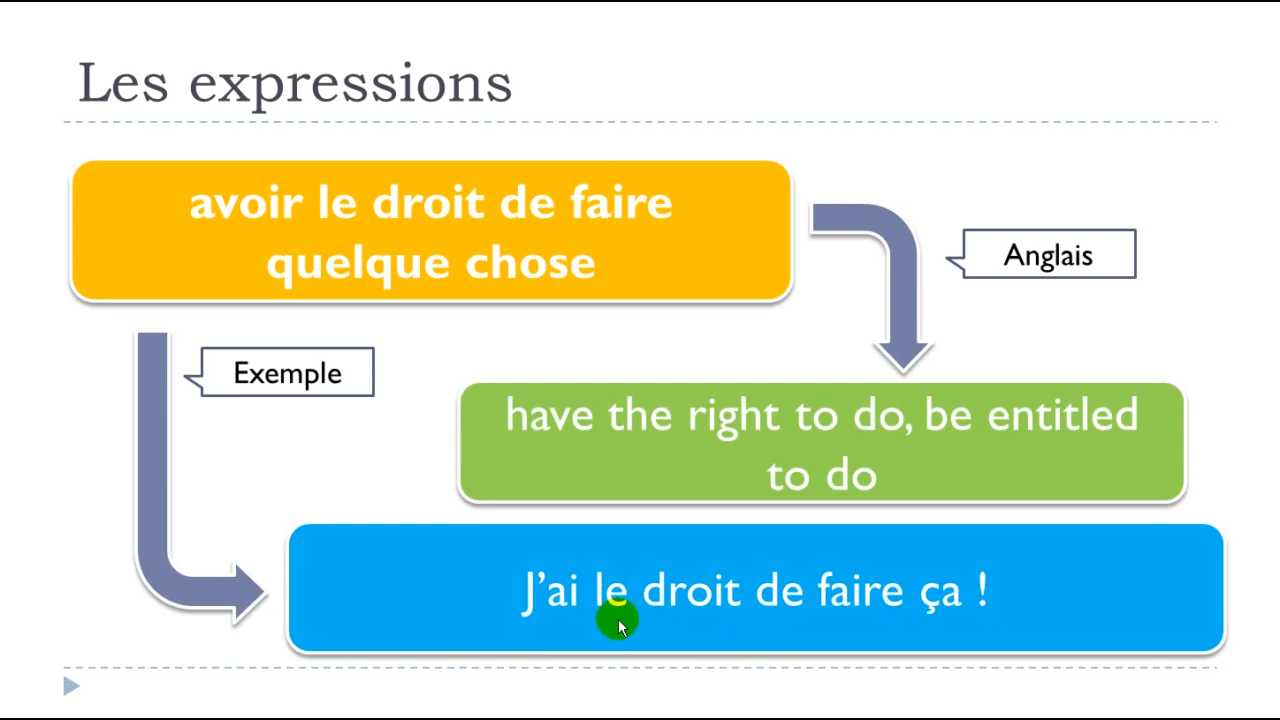 Les expressions
avoir le droit de faire
quelque chose
Anglais
Exemple
have the right to do, be entitled
to do
J’ai le droit de faire ça !